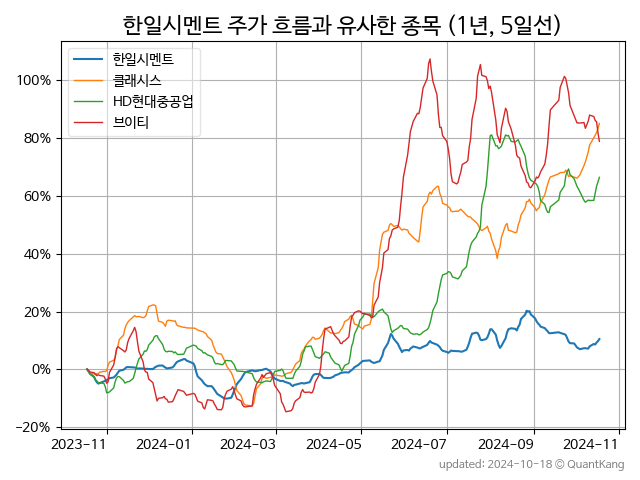 한일시멘트 주가 흐름과 유사한 종목 (1년, 5일선)
한일시멘트
클래시스
HD현대중공업
브이티
100%
80%
60%
40%
20%
0%
−20%
2023-11 2024-01 2024-03 2024-05 2024-07 2024-09 2024-11
updated: 2024-10-18 © QuantKang